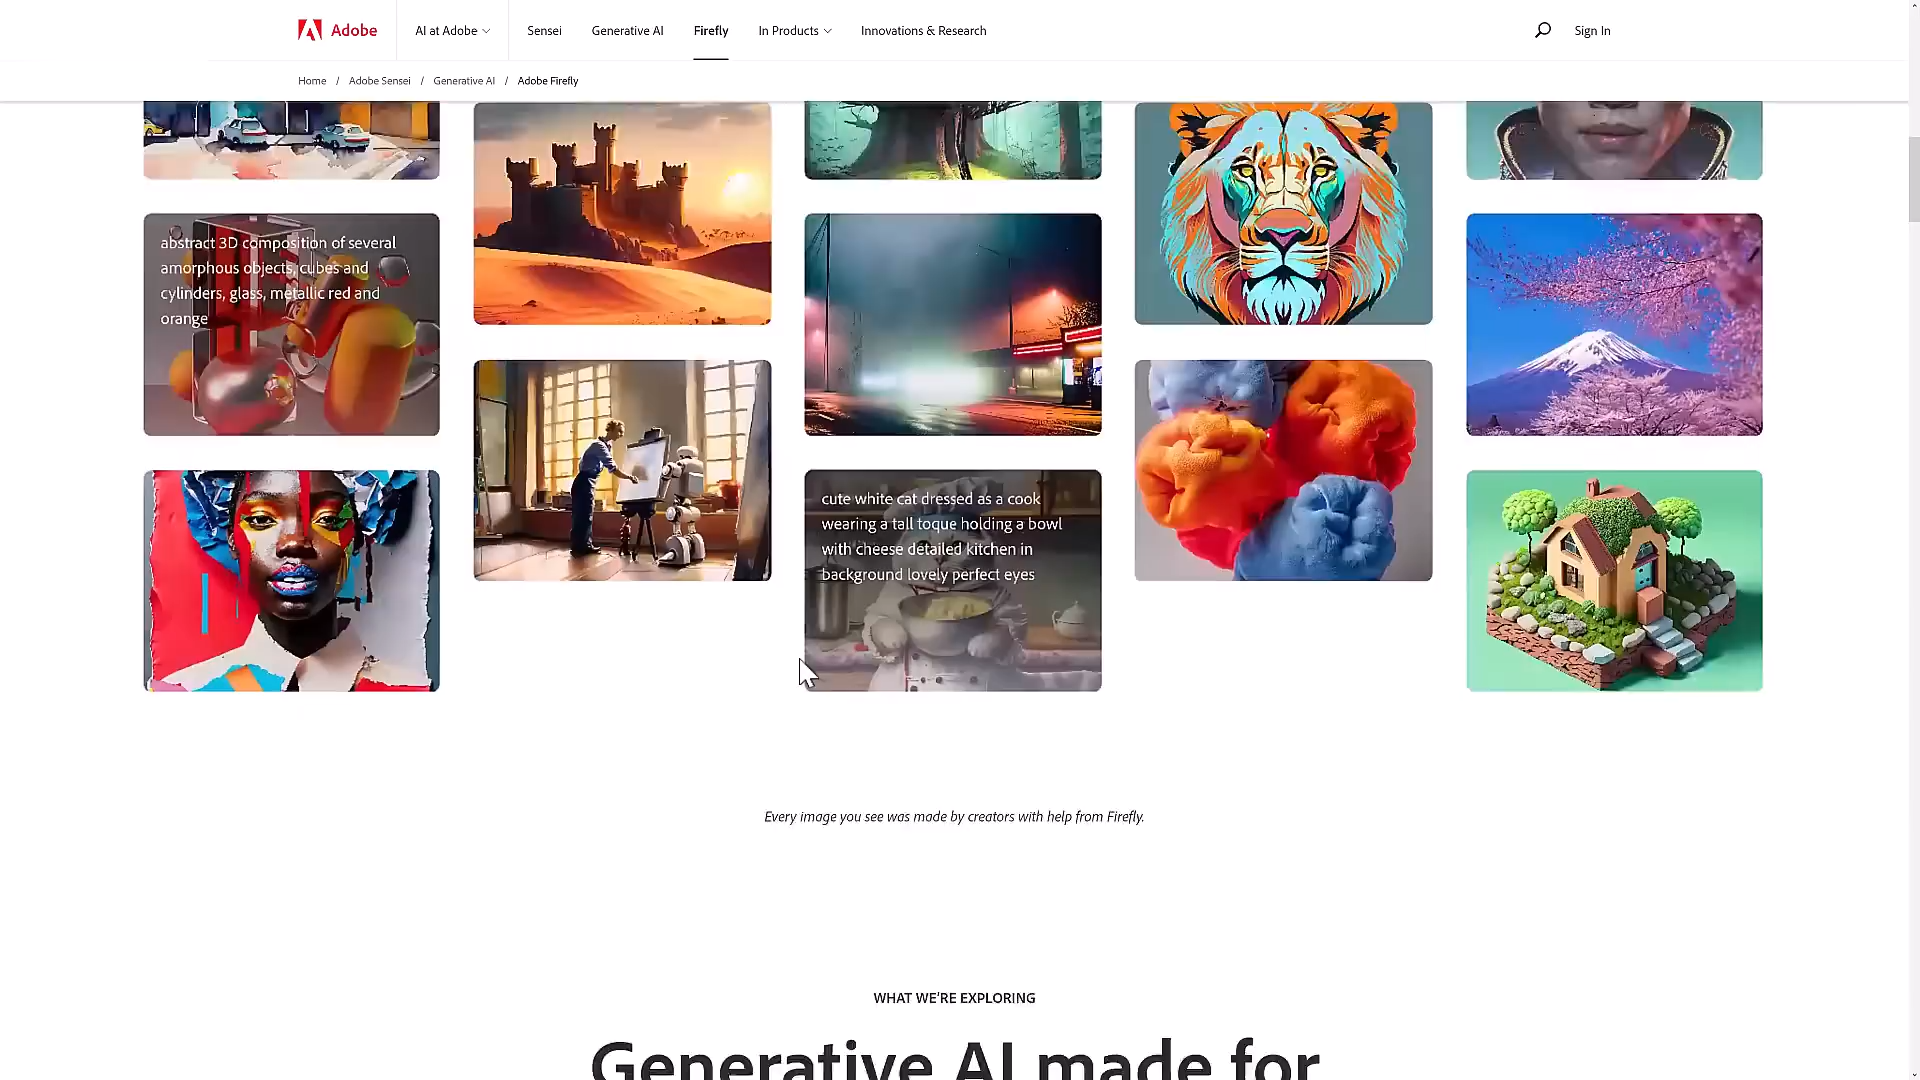 Adobe
AI at Adobe
Sensei
Generative AI
Firefly
In Products
Innovations & Research
Sign In
Home / Adobe Sensei / Generative AI / Adobe Firefly
abstract 3D composition of several
amorphous objects, cubes and
cylinders, glass, metallic red and
orange
cute white cat dressed as a cook
wearing a tall toque holding a bowl
with cheese detailed kitchen in
background lovely perfect eyes
Every image you see was made by creators with help from Firefly.
WHAT WE'RE EXPLORING
Generative AI made for